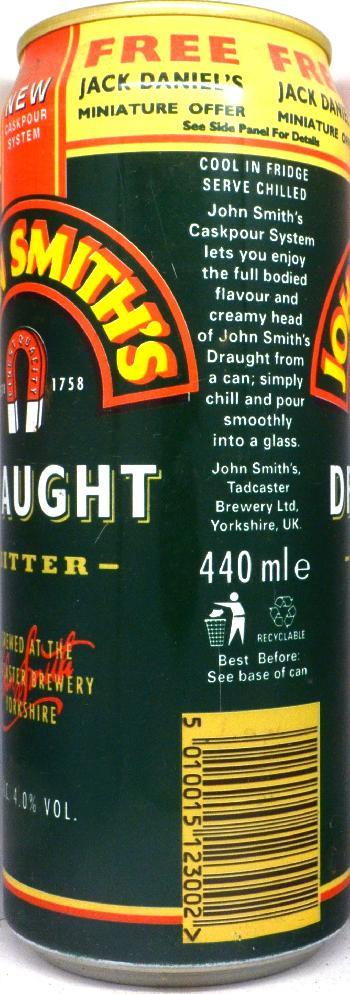 FREE FRE
JACK DANIEL'S JACK DANIEL'S
MINIATURE OFFER MINIATURE
See Side Panel For Details
NEW
CASKPOUR
SYSTEM
COOL IN FRIDGE
SERVE CHILLED
John Smith's
Caskpour System
lets you enjoy
the full bodied
flavour and
creamy head
of John Smith's
Draught from
a can; simply
chill and pour
smoothly
into a glass.
John Smith's,
Tadcaster
Brewery Ltd,
Yorkshire, UK.
440 ml e
RECYCLABLE
Best Before:
See base of can
5 010015 123002 >
SMITH'S
1758
AUGHT
ITTER –
REWED AT THE
ASTER BREWERY
YORKSHIRE
4.0% VOL.
JO
D